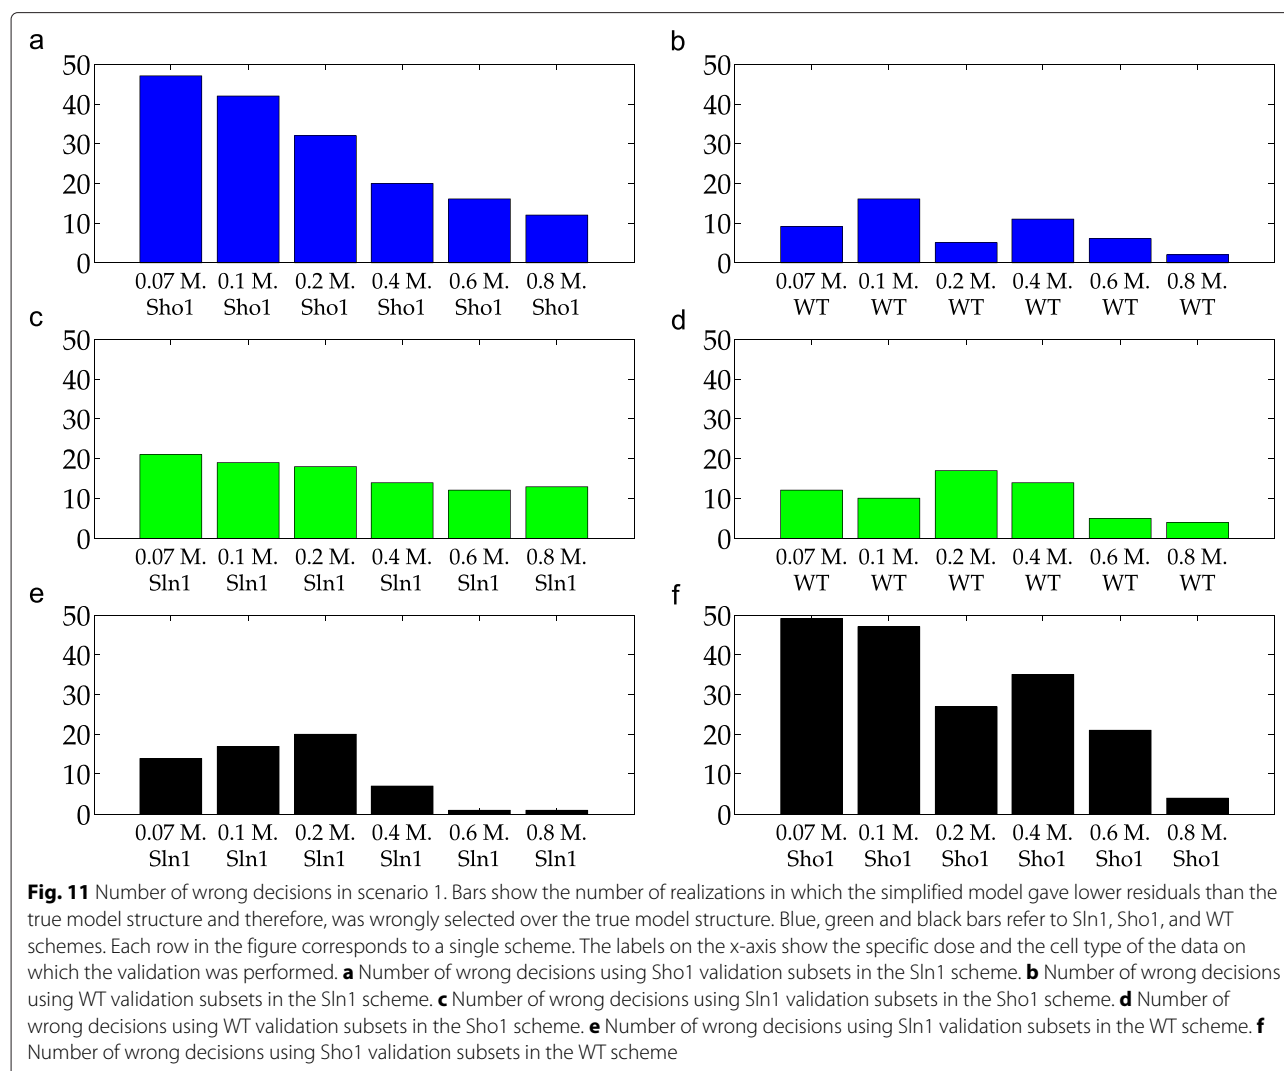 a
50
40
30
20
10
0
0.07 M. 0.1 M. 0.2 M. 0.4 M. 0.6 M. 0.8 M.
Sho1 Sho1 Sho1 Sho1 Sho1 Sho1
b
50
40
30
20
10
0
0.07 M. 0.1 M. 0.2 M. 0.4 M. 0.6 M. 0.8 M.
WT WT WT WT WT WT
c
50
40
30
20
10
0
0.07 M. 0.1 M. 0.2 M. 0.4 M. 0.6 M. 0.8 M.
Sln1 Sln1 Sln1 Sln1 Sln1 Sln1
d
50
40
30
20
10
0
0.07 M. 0.1 M. 0.2 M. 0.4 M. 0.6 M. 0.8 M.
WT WT WT WT WT WT
e
50
40
30
20
10
0
0.07 M. 0.1 M. 0.2 M. 0.4 M. 0.6 M. 0.8 M.
Sln1 Sln1 Sln1 Sln1 Sln1 Sln1
f
50
40
30
20
10
0
0.07 M. 0.1 M. 0.2 M. 0.4 M. 0.6 M. 0.8 M.
Sho1 Sho1 Sho1 Sho1 Sho1 Sho1
Fig. 11 Number of wrong decisions in scenario 1. Bars show the number of realizations in which the simplified model gave lower residuals than the
true model structure and therefore, was wrongly selected over the true model structure. Blue, green and black bars refer to Sln1, Sho1, and WT
schemes. Each row in the figure corresponds to a single scheme. The labels on the x-axis show the specific dose and the cell type of the data on
which the validation was performed. a Number of wrong decisions using Sho1 validation subsets in the Sln1 scheme. b Number of wrong decisions
using WT validation subsets in the Sln1 scheme. c Number of wrong decisions using Sln1 validation subsets in the Sho1 scheme. d Number of
wrong decisions using WT validation subsets in the Sho1 scheme. e Number of wrong decisions using Sln1 validation subsets in the WT scheme. f
Number of wrong decisions using Sho1 validation subsets in the WT scheme